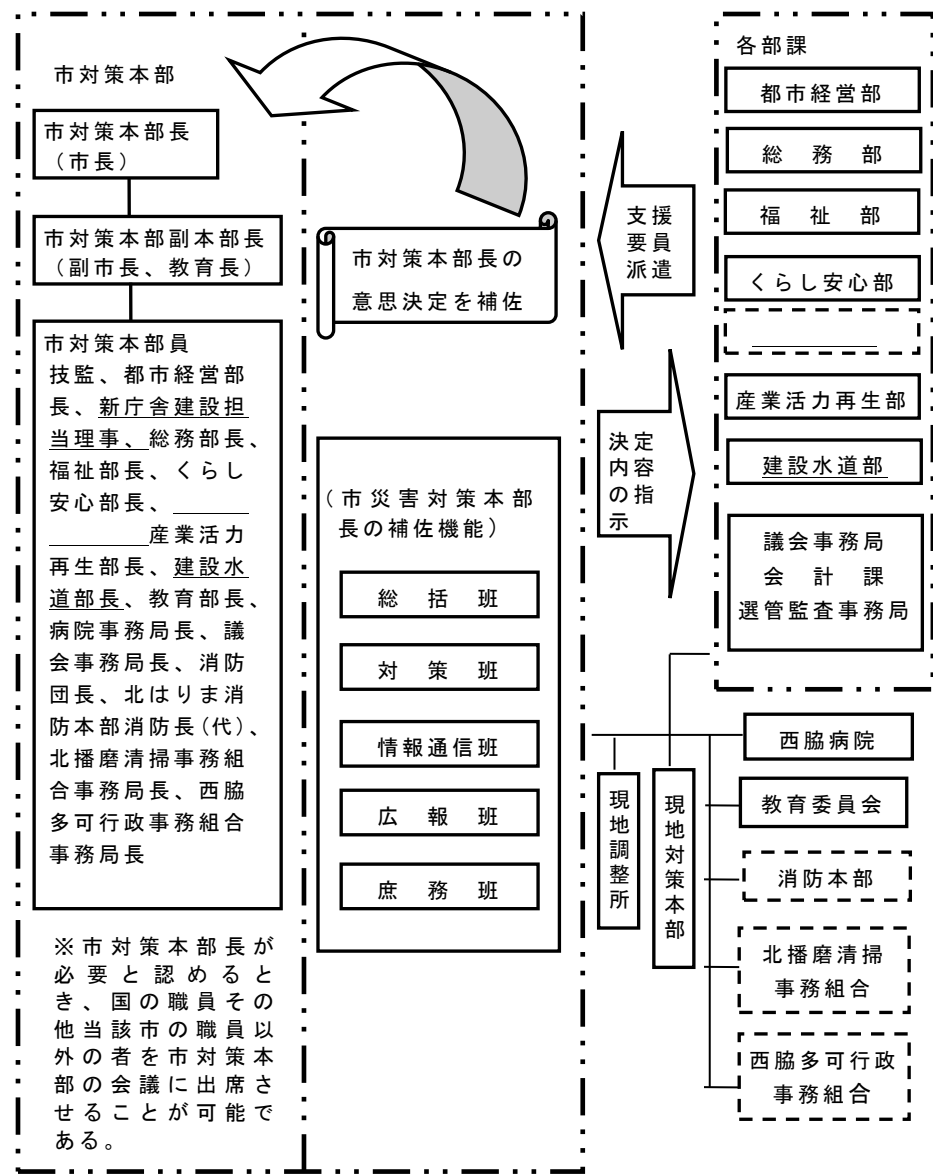 市対策本部
市対策本部長
（市長）
市対策本部副本部長
（副市長、教育長）
市対策本部員
技監、都市経営部
長、新庁舎建設担
当理事、総務部長、
福祉部長、くらし
安心部長、
産業活力
再生部長、建設水
道部長、教育部長、
病院事務局長、議
会事務局長、消防
団長、北はりま消
防本部消防長(代)、
北播磨清掃事務組
合事務局長、西脇
多可行政事務組合
事務局長
※市対策本部長が
必要と認めると
き、国の職員その
他当該市の職員以
外の者を市対策本
部の会議に出席さ
せることが可能で
ある。
市対策本部長の
意思決定を補佐
(市災害対策本部
長の補佐機能)
総括班
対策班
情報通信班
広報班
庶務班
支援
要員
派遣
決定
内容
の指
示
各部課
都市経営部
総務部
福祉部
くらし安心部
産業活力再生部
建設水道部
議会事務局
会計課
選管監査事務局
現地調整所
現地対策本部
西脇病院
教育委員会
消防本部
北播磨清掃
事務組合
西脇多可行政
事務組合